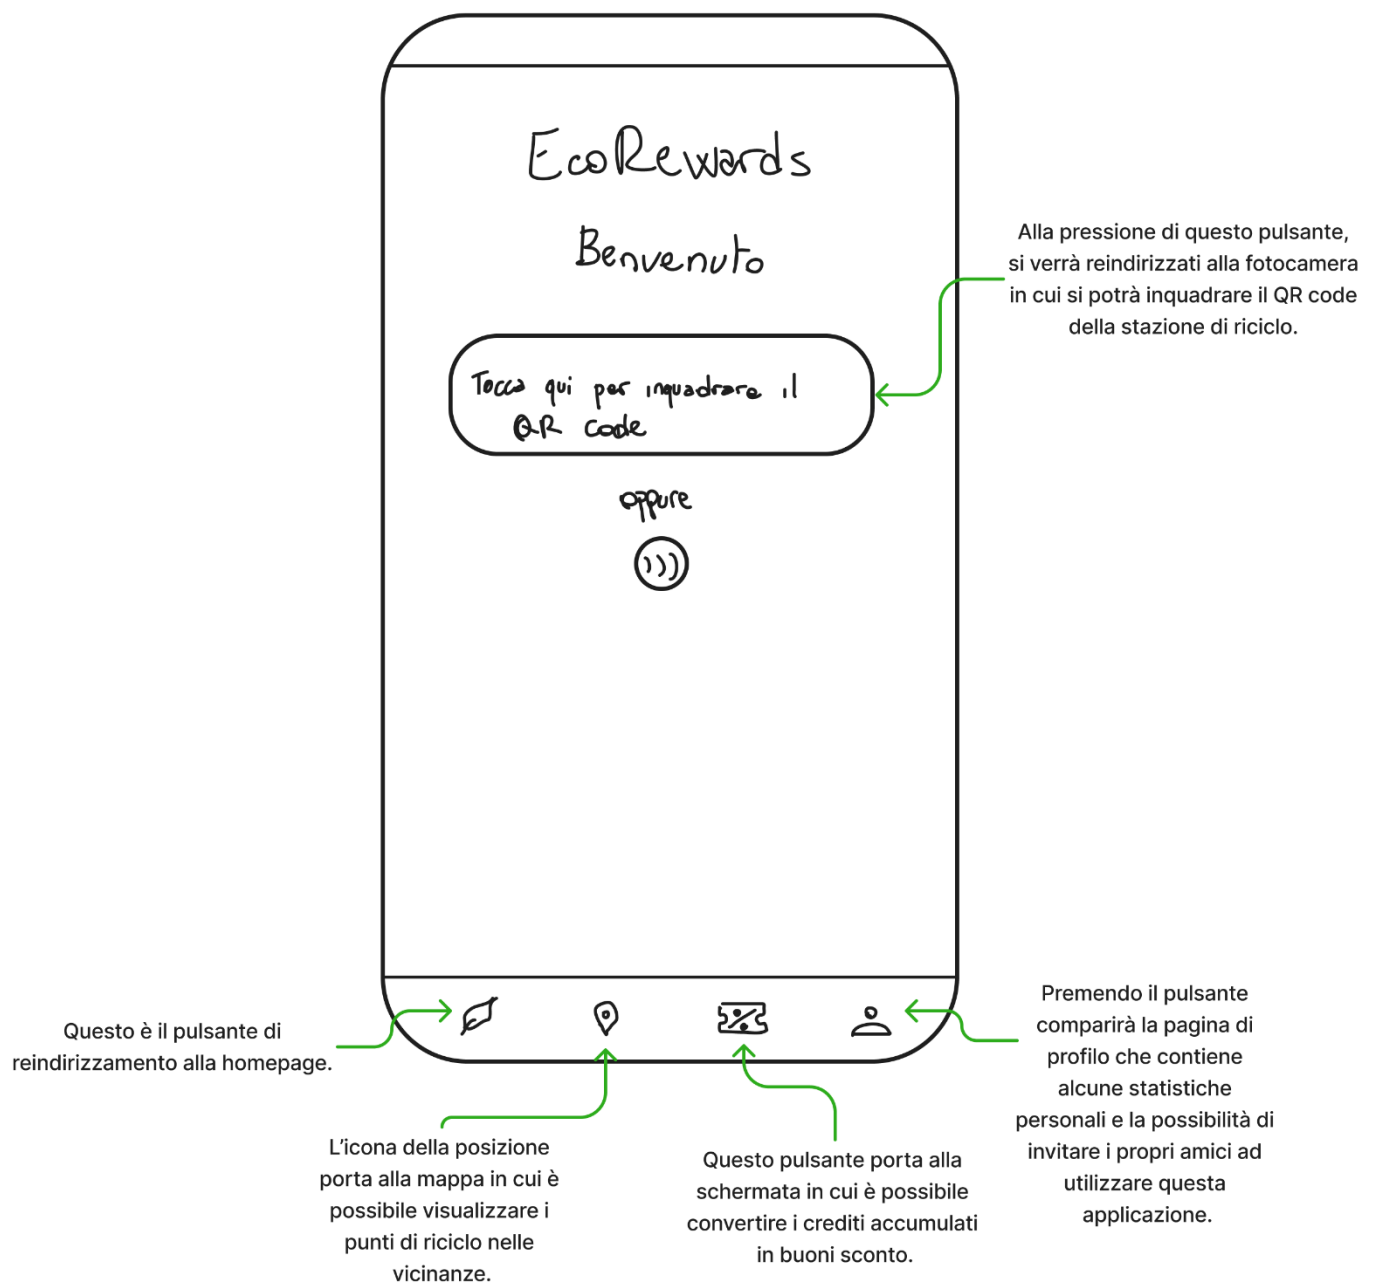 EcoRewards
Benvenuto
Alla pressione di questo pulsante,
si verrà reindirizzati alla fotocamera
in cui si potrà inquadrare il QR code
della stazione di riciclo.
Tocca qui per inquadrare il
QR code
oppure
Questo è il pulsante di
reindirizzamento alla homepage.
L'icona della posizione
porta alla mappa in cui è
possibile visualizzare i
punti di riciclo nelle
vicinanze.
Questo pulsante porta alla
schermata in cui è possibile
convertire i crediti accumulati
in buoni sconto.
Premendo il pulsante
comparirà la pagina di
profilo che contiene
alcune statistiche
personali e la possibilità di
invitare i propri amici ad
utilizzare questa
applicazione.